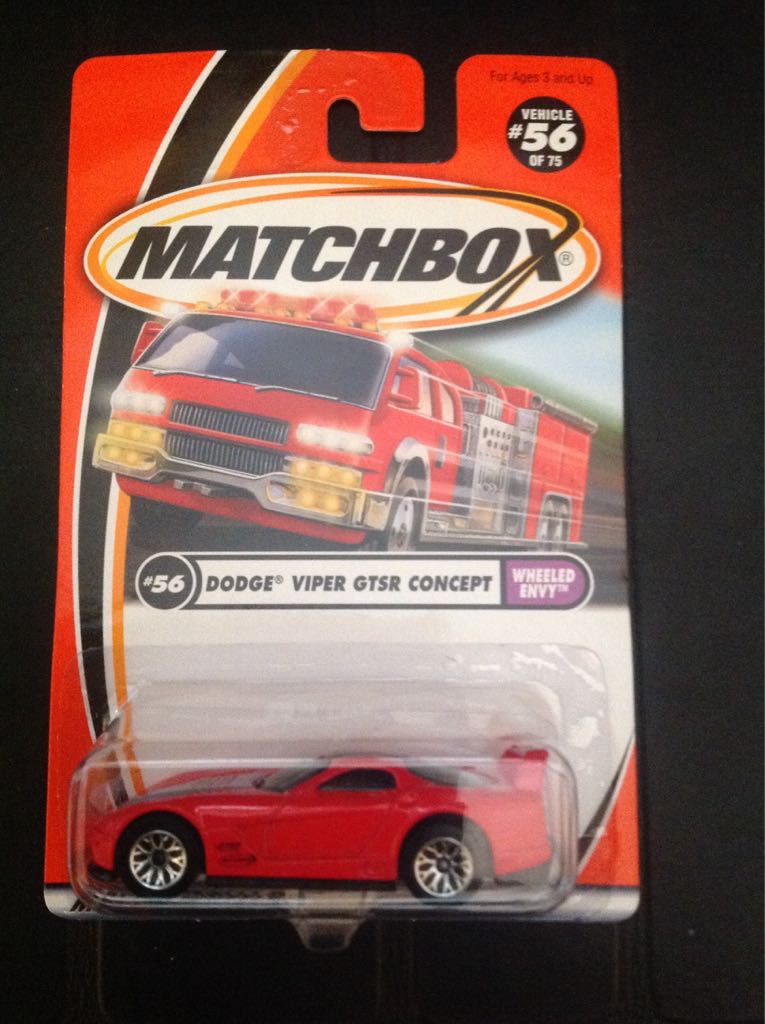 For Ages 3 and Up
VEHICLE
#56
OF 75
MATCHBOX®
#56 DODGE® VIPER GTSR CONCEPT
WHEELED
ENVY™